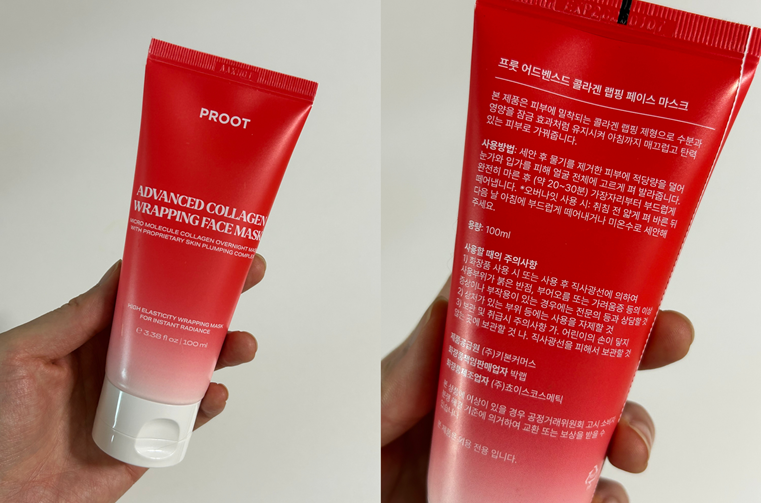 PROOT
ADVANCED COLLAGEN
WRAPPING FACE MASK
MICRO MOLECULE COLLAGEN OVERNIGHT
WITH PROPRIETARY SKIN PLUMPING COMPLEX
HIGH ELASTICITY WRAPPING MASK
FOR INSTANT RADIANCE
℮ 3.38 fl oz | 100 ml
프롯 어드벤스드 콜라겐 랩핑 페이스 마스크
본 제품은 피부에 밀착되는 콜라겐 랩핑 제형으로 수분과
영양을 잠금 효과처럼 유지시켜 아침까지 매끄럽고 탄력
있는 피부로 가꿔줍니다.
사용방법: 세안 후 물기를 제거한 피부에 적당량을 덜어
눈가와 입가를 피해 얼굴 전체에 고르게 펴 발라줍니다.
완전히 마른 후 (약 20~30분) 가장자리부터 부드럽게
떼어냅니다. *오버나잇 사용 시: 취침 전 얇게 펴 바른 뒤
다음 날 아침에 부드럽게 떼어내거나 미온수로 세안해
주세요.
용량: 100ml
사용할 때의 주의사항
1) 화장품 사용 시 또는 사용 후 직사광선에 의하여
사용부위가 붉은 반점, 부어오름 또는 가려움증 등의 이상
증상이나 부작용이 있는 경우에는 전문의 등과 상담할 것
2) 상처가 있는 부위 등에는 사용을 자제할 것
3) 보관 및 취급시 주의사항 가. 어린이의 손이 닿지
않는 곳에 보관할 것 나. 직사광선을 피해서 보관할 것
제품공급원 (주)키본커머스
화장품책임판매업자 박랩
화장품제조업자 (주)쵸이스코스메틱
본 상품에 이상이 있을 경우 공정거래위원회 고시
분쟁해결 기준에 의거하여 교환 또는 보상을 받을 수
있습니다.
전용 입니다.
℮